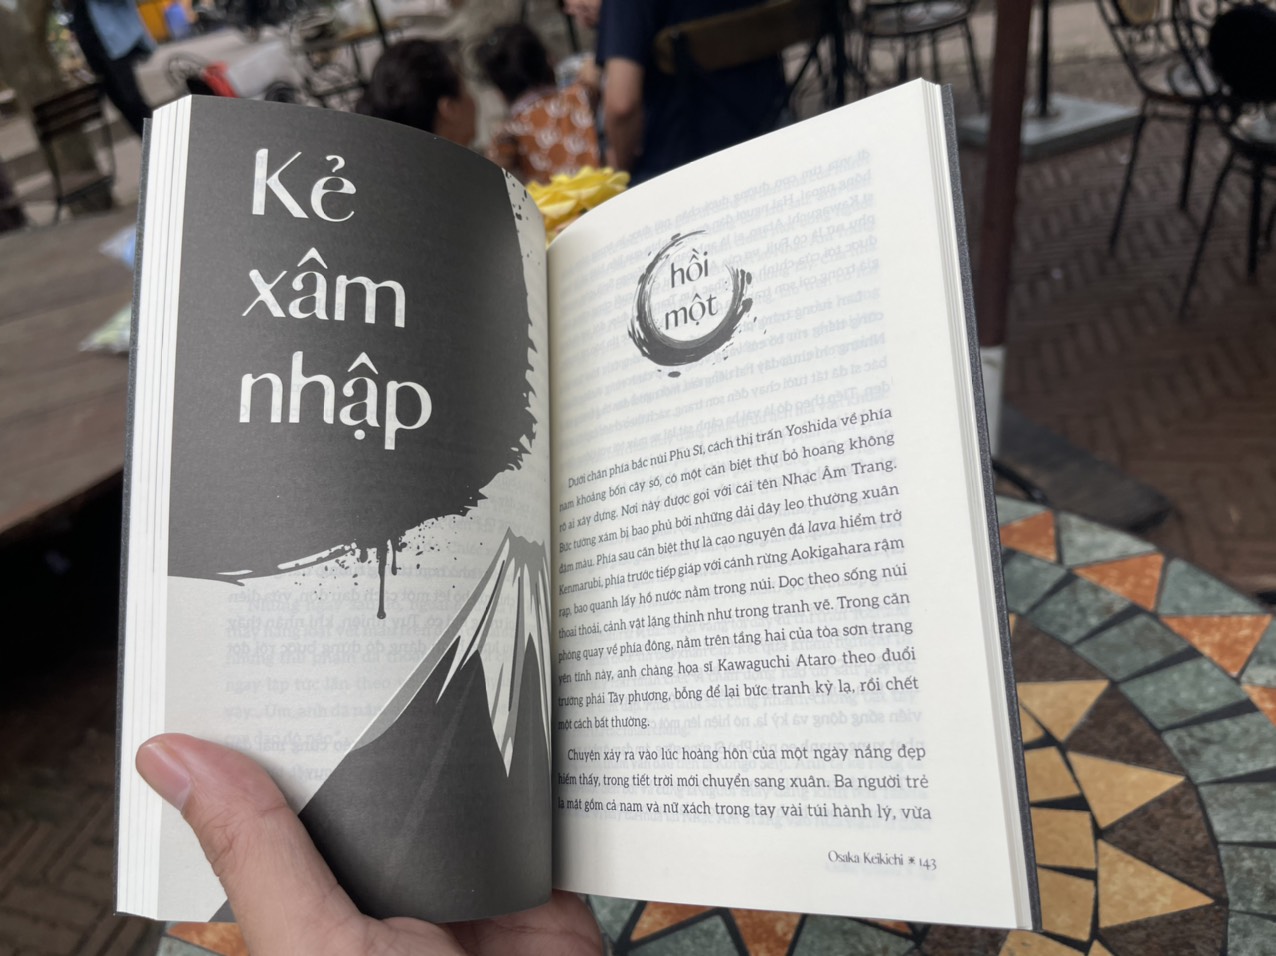 Kẻ
xâm
nhập
hồi
một
Dưới chân phía bắc núi Phú Sĩ, cách thị trấn Yoshida về phía
nam khoảng bốn cây số, có một căn biệt thự bỏ hoang không
rõ ai xây dựng. Nơi này được gọi với cái tên Nhạc Âm Trang.
Bức tường xám bị bao phủ bởi những dải dây leo thường xuân
đẫm màu. Phía sau căn biệt thự là cao nguyên đá lava hiểm trở
Kenmarubi, phía trước tiếp giáp với cánh rừng Aokigahara rậm
rạp, bao quanh lấy hồ nước nằm trong núi. Dọc theo sống núi
thoai thoải, cảnh vật lặng thinh như trong tranh vẽ. Trong căn
phòng quay về phía đông, nằm trên tầng hai của tòa sơn trang
yên tĩnh này, anh chàng họa sĩ Kawaguchi Ataro theo đuổi
trường phái Tây phương, bỗng để lại bức tranh kỳ lạ, rồi chết
một cách bất thường.
Chuyện xảy ra vào lúc hoàng hôn của một ngày nắng đẹp
hiếm thấy, trong tiết trời mới chuyển sang xuân. Ba người trẻ
lạ mặt gồm cả nam và nữ xách trong tay vài túi hành lý, vừa
Osaka Keikichi * 143